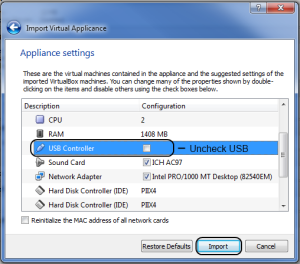 Import Virtual Applicance
Appliance settings
These are the virtual machines contained in the appliance and the suggested settings of the
imported VirtualBox machines. You can change many of the properties shown by double-
clicking on the items and disable others using the check boxes below.
Description Configuration
CPU 2
RAM 1408 MB
USB Controller Uncheck USB
Sound Card ICH AC97
Network Adapter Intel PRO/1000 MT Desktop (82540EM)
Hard Disk Controller (IDE) PIIX4
Hard Disk Controller (IDE) PIIX4
Reinitialize the MAC address of all network cards
Restore Defaults Import Cancel